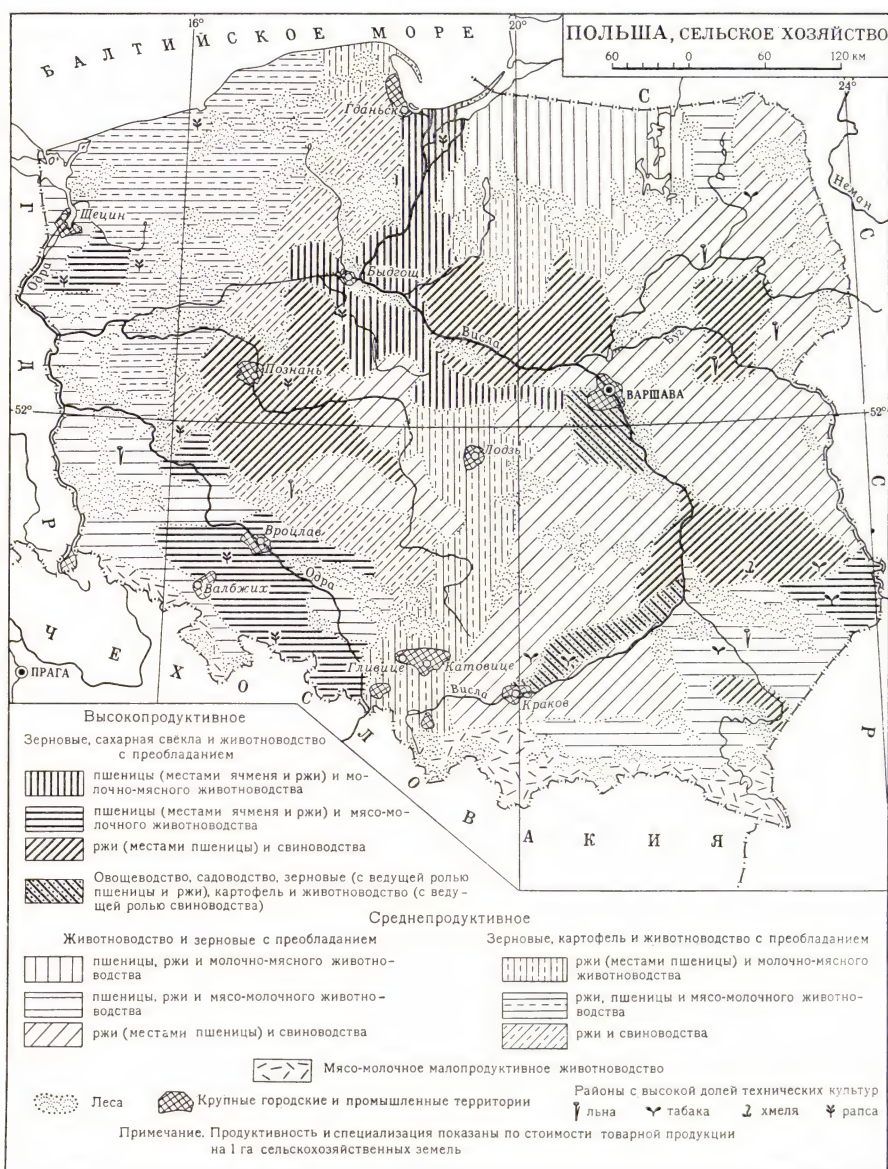 16°
20°
24°
ПОЛЬША, СЕЛЬСКОЕ ХОЗЯЙСТВО
60 0 60 120 км
БАЛТИЙСКОЕ МОРЕ
Гданьск
СССР
Неман
Щецин
Одра
Быдгощ
ГДР
Висла
Буг
Познань
ВАРШАВА
52°
52°
Лодзь
Вроцлав
Одра
Валбжих
ЧЕХОСЛОВАКИЯ
ПРАГА
Гливице
Катовице
Висла
Краков
Высокопродуктивное
Зерновые, сахарная свёкла и животноводство
с преобладанием
пшеницы (местами ячменя и ржи) и мо-
лочно-мясного животноводства
пшеницы (местами ячменя и ржи) и мясо-мо-
лочного животноводства
ржи (местами пшеницы) и свиноводства
Овощеводство, садоводство, зерновые (с ведущей ролью
пшеницы и ржи), картофель и животноводство (с веду-
щей ролью свиноводства)
Среднепродуктивное
Животноводство и зерновые с преобладанием
пшеницы, ржи и молочно-мясного животно-
водства
пшеницы, ржи и мясо-молочного животно-
водства
ржи (местами пшеницы) и свиноводства
Зерновые, картофель и животноводство с преобладанием
ржи (местами пшеницы) и молочно-мясного
животноводства
ржи, пшеницы и мясо-молочного животно-
водства
ржи и свиноводства
Мясо-молочное малопродуктивное животноводство
Леса
Крупные городские и промышленные территории
Районы с высокой долей технических культур
льна табака хмеля рапса
Примечание. Продуктивность и специализация показаны по стоимости товарной продукции
на 1 га сельскохозяйственных земель